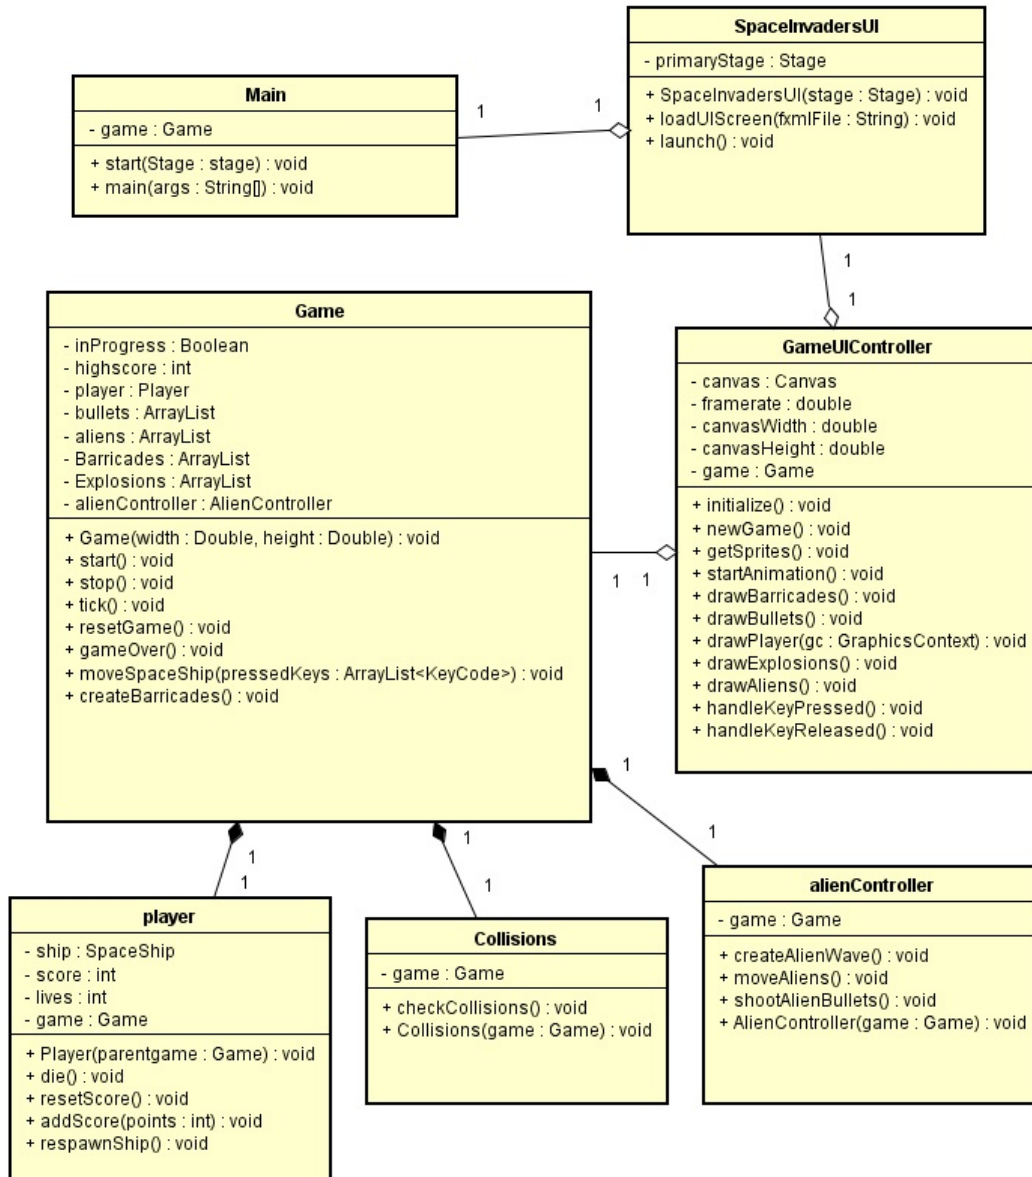 SpaceInvadersUI
- primaryStage : Stage
+ SpaceInvadersUI(stage : Stage) : void
+ loadUIScreen(fxmlFile : String) : void
+ launch() : void
Main
- game : Game
+ start(Stage : stage) : void
+ main(args : String[]) : void
1
1
1
1
Game
- inProgress : Boolean
- highscore : int
- player : Player
- bullets : ArrayList
- aliens : ArrayList
- Barricades : ArrayList
- Explosions : ArrayList
- alienController : AlienController
+ Game(width : Double, height : Double) : void
+ start() : void
+ stop() : void
+ tick() : void
+ resetGame() : void
+ gameOver() : void
+ moveSpaceShip(pressedKeys : ArrayList<KeyCode>) : void
+ createBarricades() : void
GameUIController
- canvas : Canvas
- framerate : double
- canvasWidth : double
- canvasHeight : double
- game : Game
+ initialize() : void
+ newGame() : void
+ getSprites() : void
+ startAnimation() : void
+ drawBarricades() : void
+ drawBullets() : void
+ drawPlayer(gc : GraphicsContext) : void
+ drawExplosions() : void
+ drawAliens() : void
+ handleKeyPressed() : void
+ handleKeyReleased() : void
1
1
1
1
1
1
1
1
player
- ship : SpaceShip
- score : int
- lives : int
- game : Game
+ Player(parentgame : Game) : void
+ die() : void
+ resetScore() : void
+ addScore(points : int) : void
+ respawnShip() : void
Collisions
- game : Game
+ checkCollisions() : void
+ Collisions(game : Game) : void
alienController
- game : Game
+ createAlienWave() : void
+ moveAliens() : void
+ shootAlienBullets() : void
+ AlienController(game : Game) : void